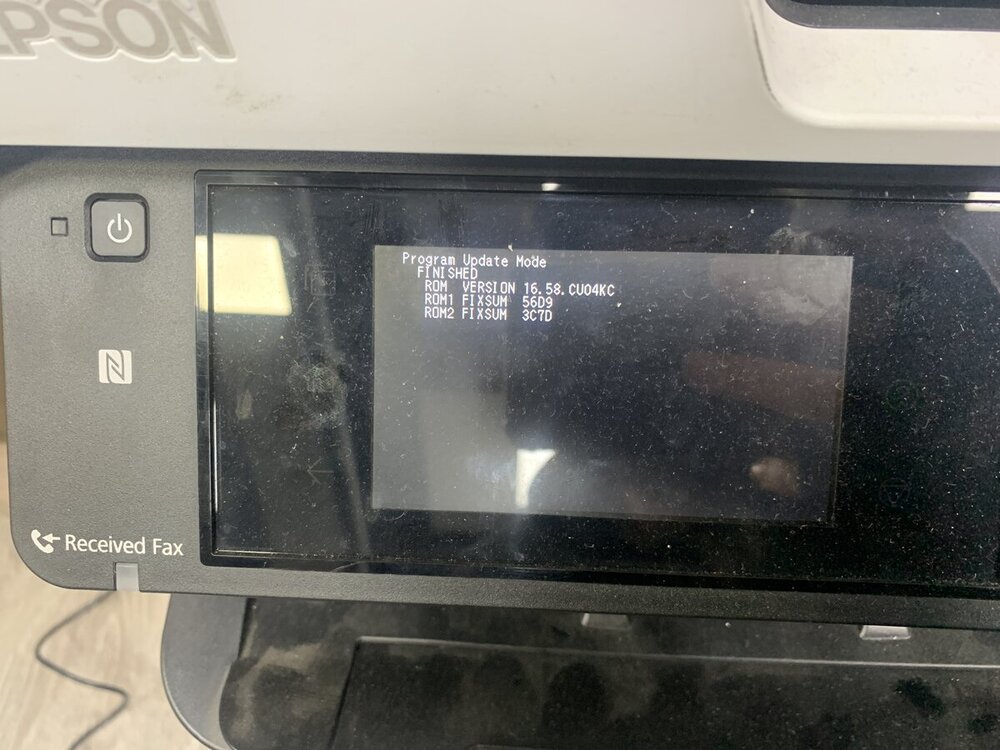 EPSON
Program Update Mode
FINISHED
ROM VERSION 16.58.CU04KC
ROM1 FIXSUM 56D9
ROM2 FIXSUM 3C7D
Received Fax